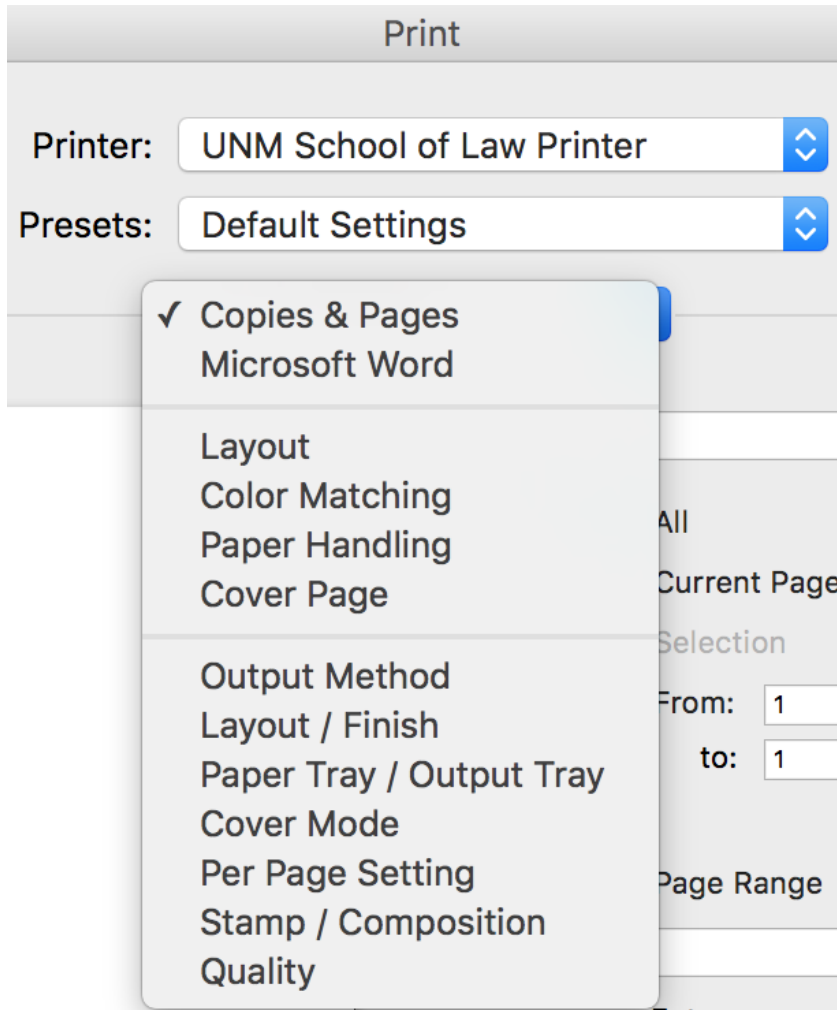 Print
Printer: UNM School of Law Printer
Presets: Default Settings
✓ Copies & Pages
Microsoft Word
Layout
Color Matching
Paper Handling
Cover Page
Output Method
Layout / Finish
Paper Tray / Output Tray
Cover Mode
Per Page Setting
Stamp / Composition
Quality
All
Current Page
Selection
From: 1
to: 1
Page Range